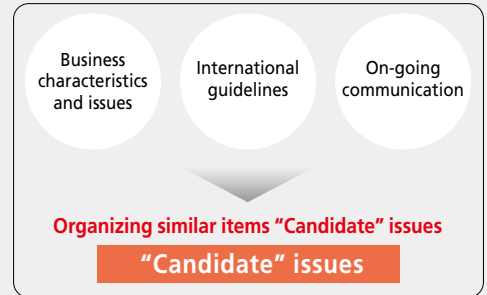 Business
characteristics
and issues
International
guidelines
On-going
communication
Organizing similar items “Candidate” issues
“Candidate” issues